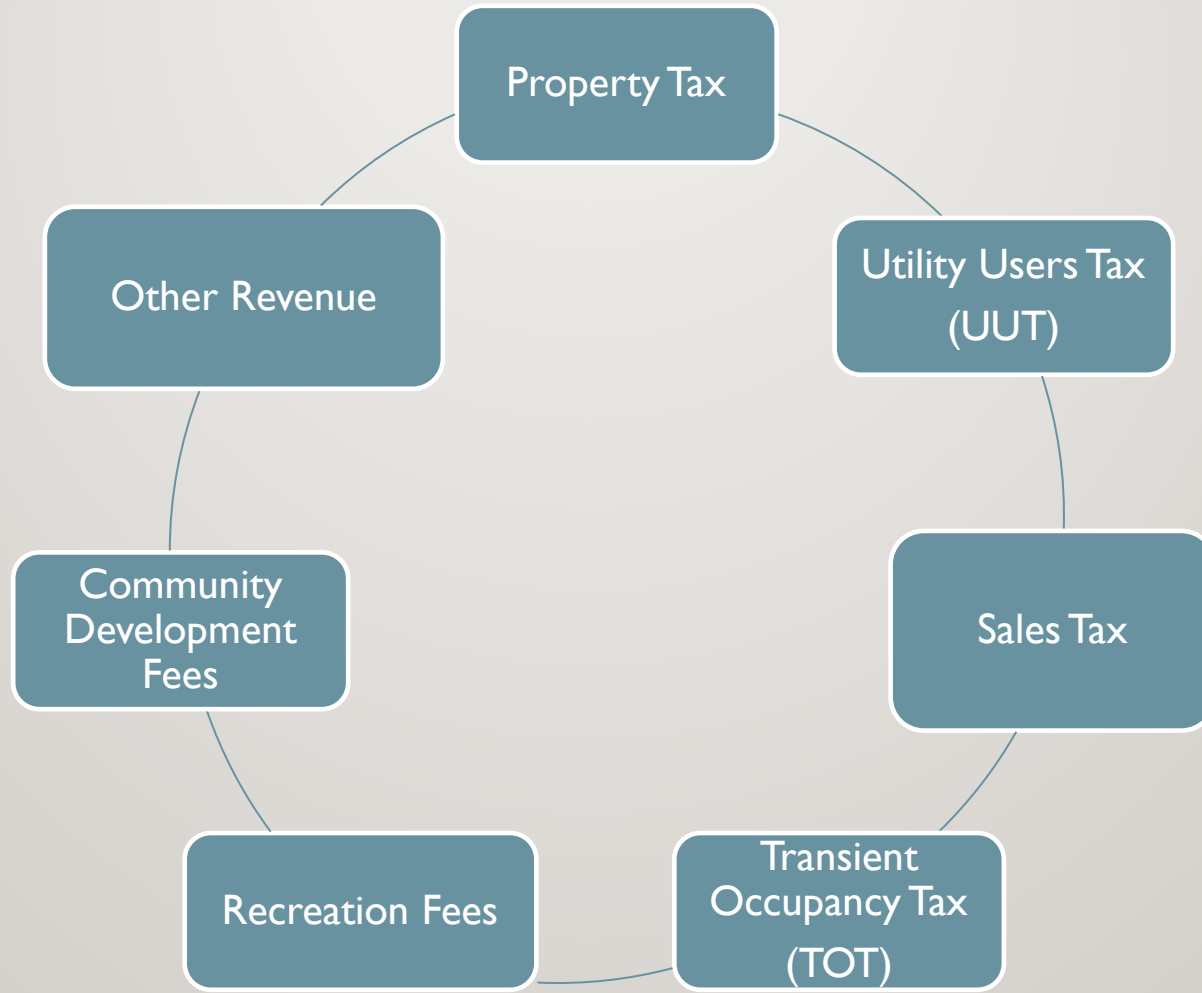 Property Tax
Utility Users Tax
(UUT)
Sales Tax
Transient
Occupancy Tax
(TOT)
Recreation Fees
Community
Development
Fees
Other Revenue